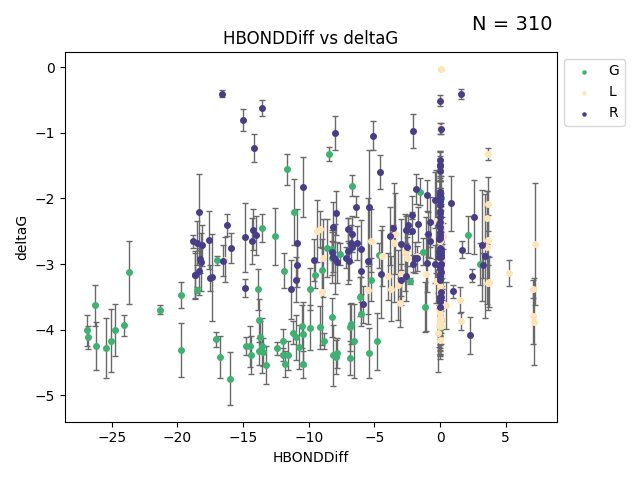 N = 310
HBONDDiff vs deltaG
G
L
R
deltaG
0
−1
−2
−3
−4
−5
−25
−20
−15
−10
−5
0
5
HBONDDiff